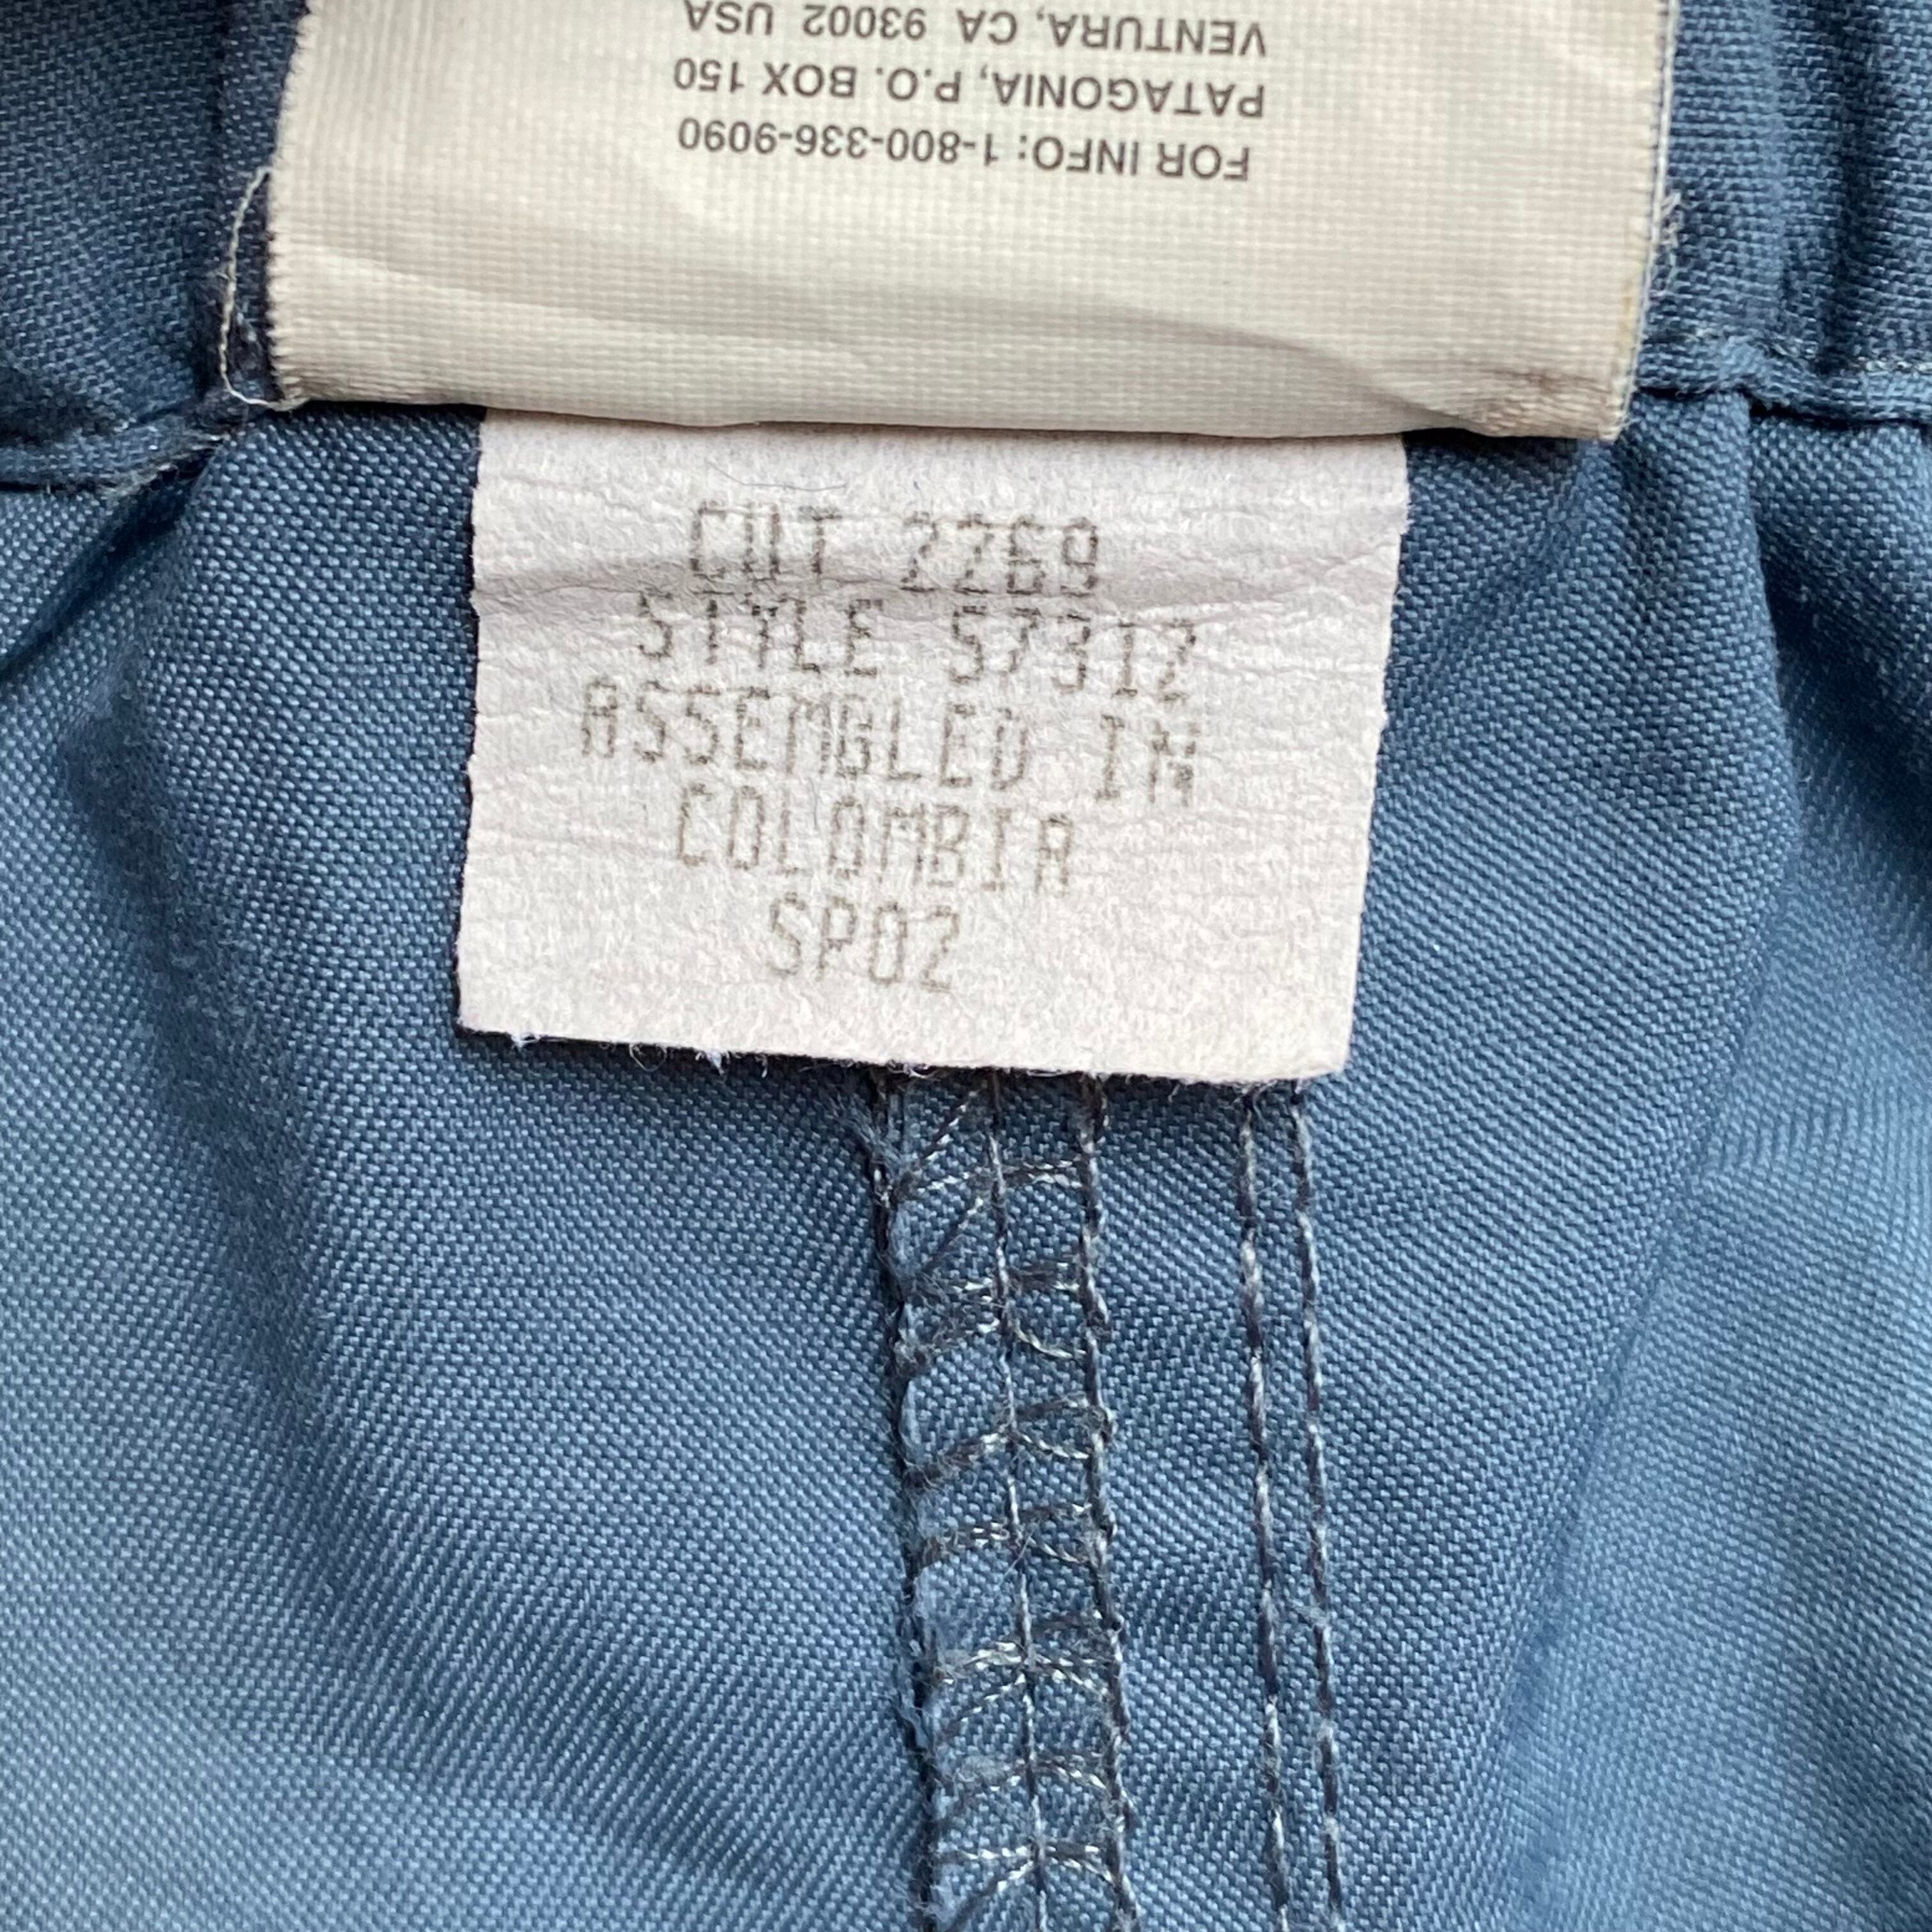 FOR INFO: 1-800-336-9090
PATAGONIA, P.O. BOX 150
VENTURA, CA 93002 USA
CUT 2269
STYLE 57312
ASSEMBLED IN
COLOMBIA
SP02